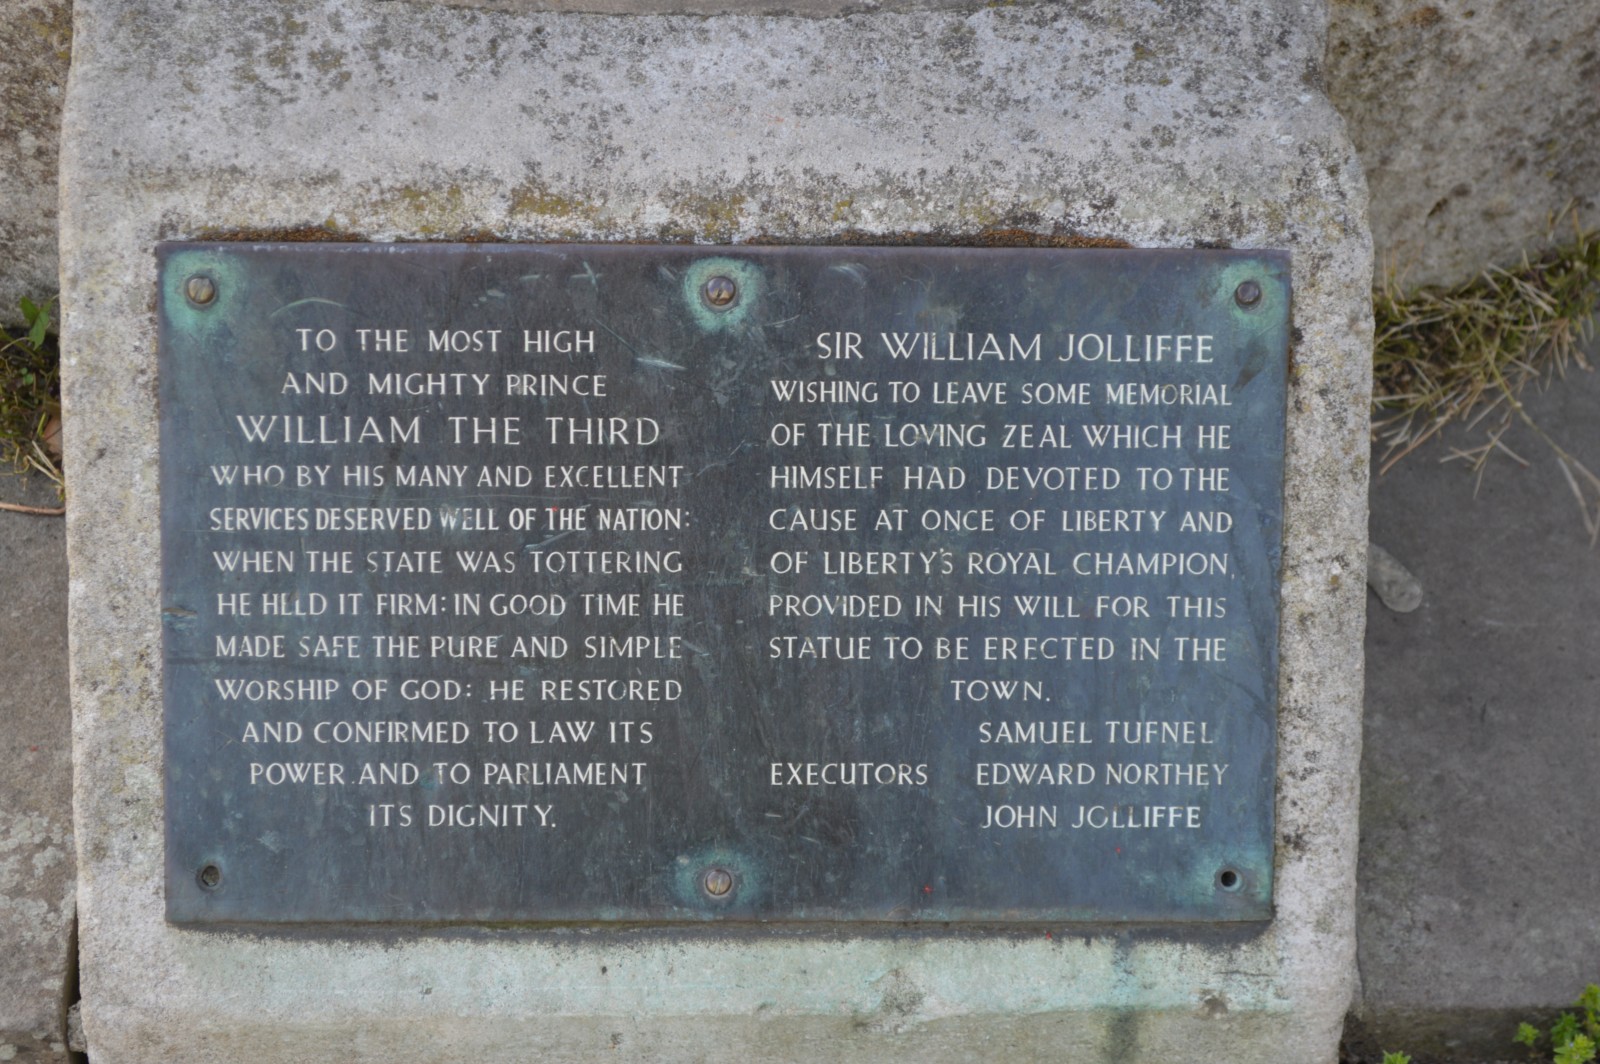 TO THE MOST HIGH
AND MIGHTY PRINCE
WILLIAM THE THIRD
WHO BY HIS MANY AND EXCELLENT
SERVICES DESERVED WELL OF THE NATION:
WHEN THE STATE WAS TOTTERING
HE HELD IT FIRM: IN GOOD TIME HE
MADE SAFE THE PURE AND SIMPLE
WORSHIP OF GOD: HE RESTORED
AND CONFIRMED TO LAW ITS
POWER AND TO PARLIAMENT
ITS DIGNITY.
SIR WILLIAM JOLLIFFE
WISHING TO LEAVE SOME MEMORIAL
OF THE LOVING ZEAL WHICH HE
HIMSELF HAD DEVOTED TO THE
CAUSE AT ONCE OF LIBERTY AND
OF LIBERTY'S ROYAL CHAMPION,
PROVIDED IN HIS WILL FOR THIS
STATUE TO BE ERECTED IN THE
TOWN.
SAMUEL TUFNEL
EXECUTORS EDWARD NORTHEY
JOHN JOLLIFFE